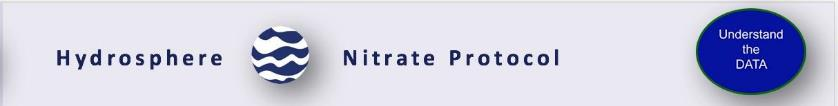 Hydrosphere Nitrate Protocol
Understand
the
DATA